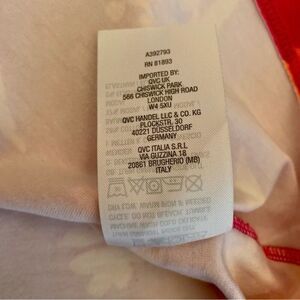 A392793
RN 81893
IMPORTED BY:
QVC UK
CHISWICK PARK
566 CHISWICK HIGH ROAD
LONDON
W4 5XU
QVC HANDEL LLC & CO. KG
PLOCKSTR. 30
40221 DÜSSELDORF
GERMANY
QVC ITALIA S.R.L
VIA GUZZINA 18
20861 BRUGHERIO (MB)
ITALY